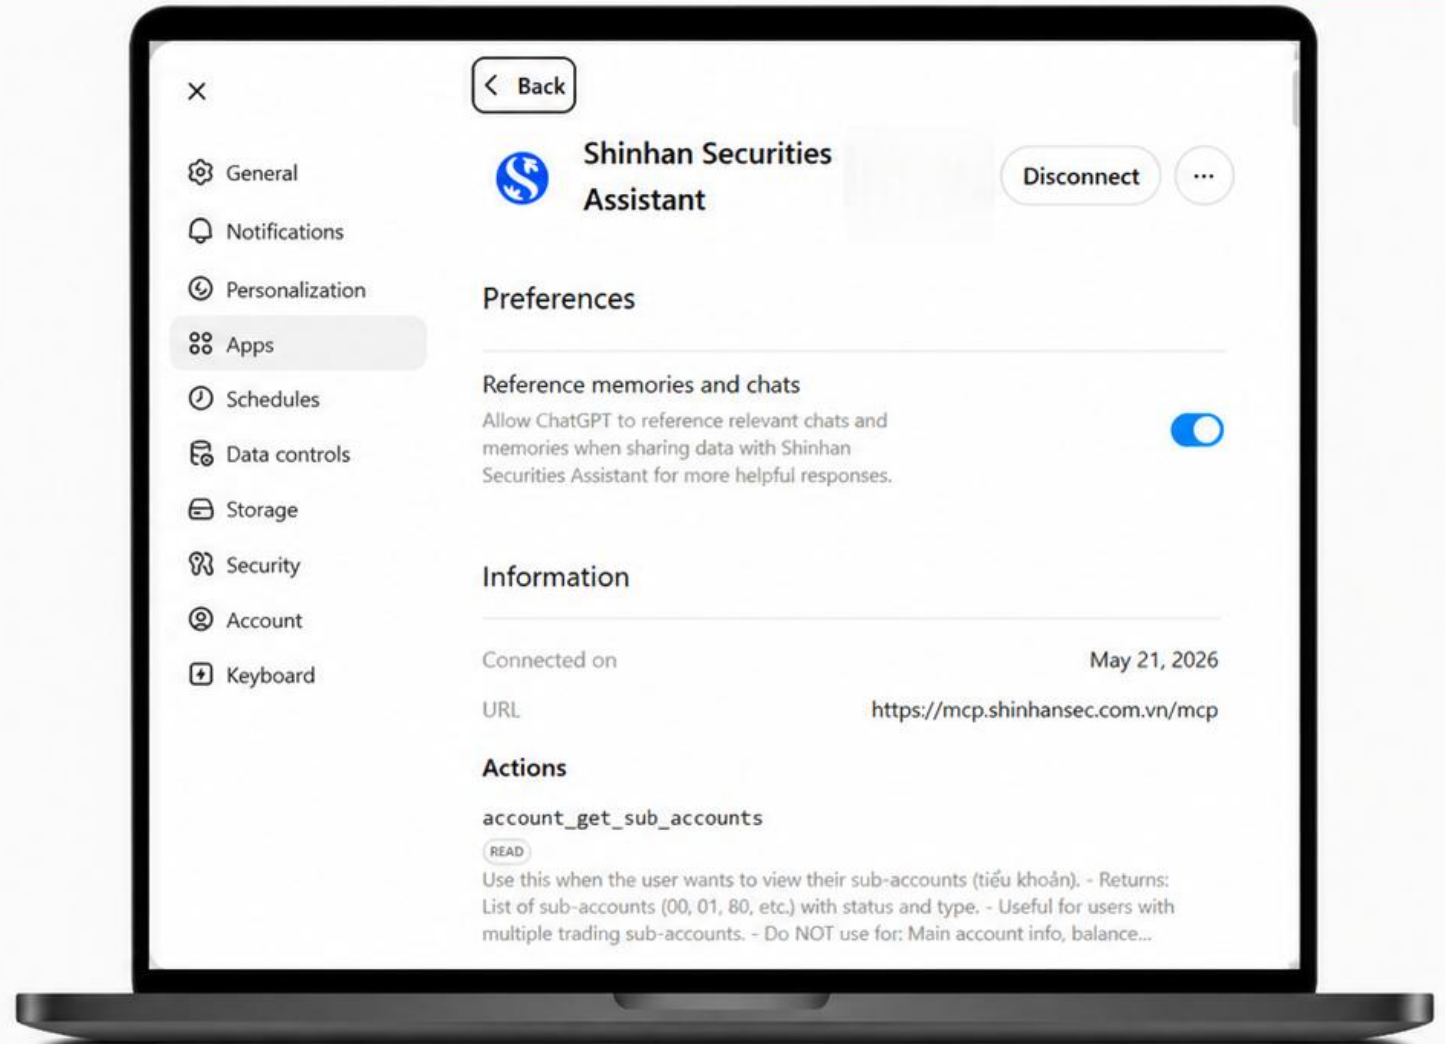 Back
Shinhan Securities
Assistant
Disconnect
General
Notifications
Personalization
Apps
Schedules
Data controls
Storage
Security
Account
Keyboard
Preferences
Reference memories and chats
Allow ChatGPT to reference relevant chats and
memories when sharing data with Shinhan
Securities Assistant for more helpful responses.
Information
Connected on May 21, 2026
URL https://mcp.shinhansec.com.vn/mcp
Actions
account_get_sub_accounts
READ
Use this when the user wants to view their sub-accounts (tiểu khoản). - Returns:
List of sub-accounts (00, 01, 80, etc.) with status and type. - Useful for users with
multiple trading sub-accounts. - Do NOT use for: Main account info, balance...